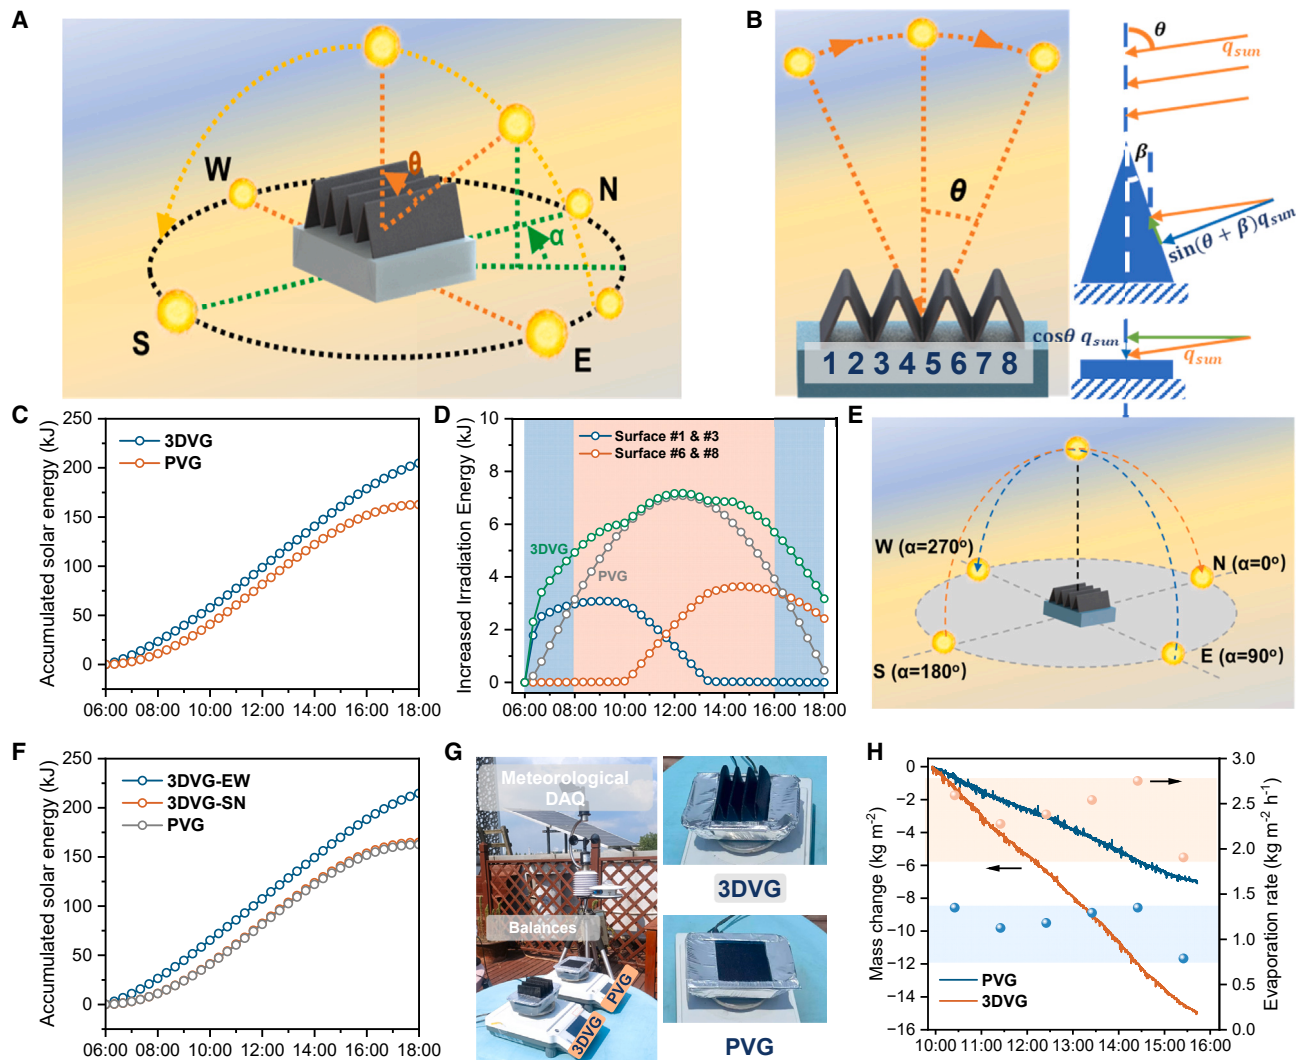 A
W
N
S
E
θ
α
B
θ
1 2 3 4 5 6 7 8
θ
q_sun
β
sin(θ + β)q_sun
cosθ q_sun
q_sun
C
Accumulated solar energy (kJ)
250
200
150
100
50
0
3DVG
PVG
06:00 08:00 10:00 12:00 14:00 16:00 18:00
D
Increased Irradiation Energy (kJ)
10
8
6
4
2
0
Surface #1 & #3
Surface #6 & #8
3DVG
PVG
06:00 08:00 10:00 12:00 14:00 16:00 18:00
E
W (α=270°)
N (α=0°)
S (α=180°)
E (α=90°)
F
Accumulated solar energy (kJ)
250
200
150
100
50
0
3DVG-EW
3DVG-SN
PVG
06:00 08:00 10:00 12:00 14:00 16:00 18:00
G
Meteorological
DAQ
Balances
PVG
3DVG
3DVG
PVG
H
Mass change (kg m⁻²)
0
−2
−4
−6
−8
−10
−12
−14
−16
PVG
3DVG
3.0
2.5
2.0
1.5
1.0
0.5
0.0
Evaporation rate (kg m⁻² h⁻¹)
10:00 11:00 12:00 13:00 14:00 15:00 16:00